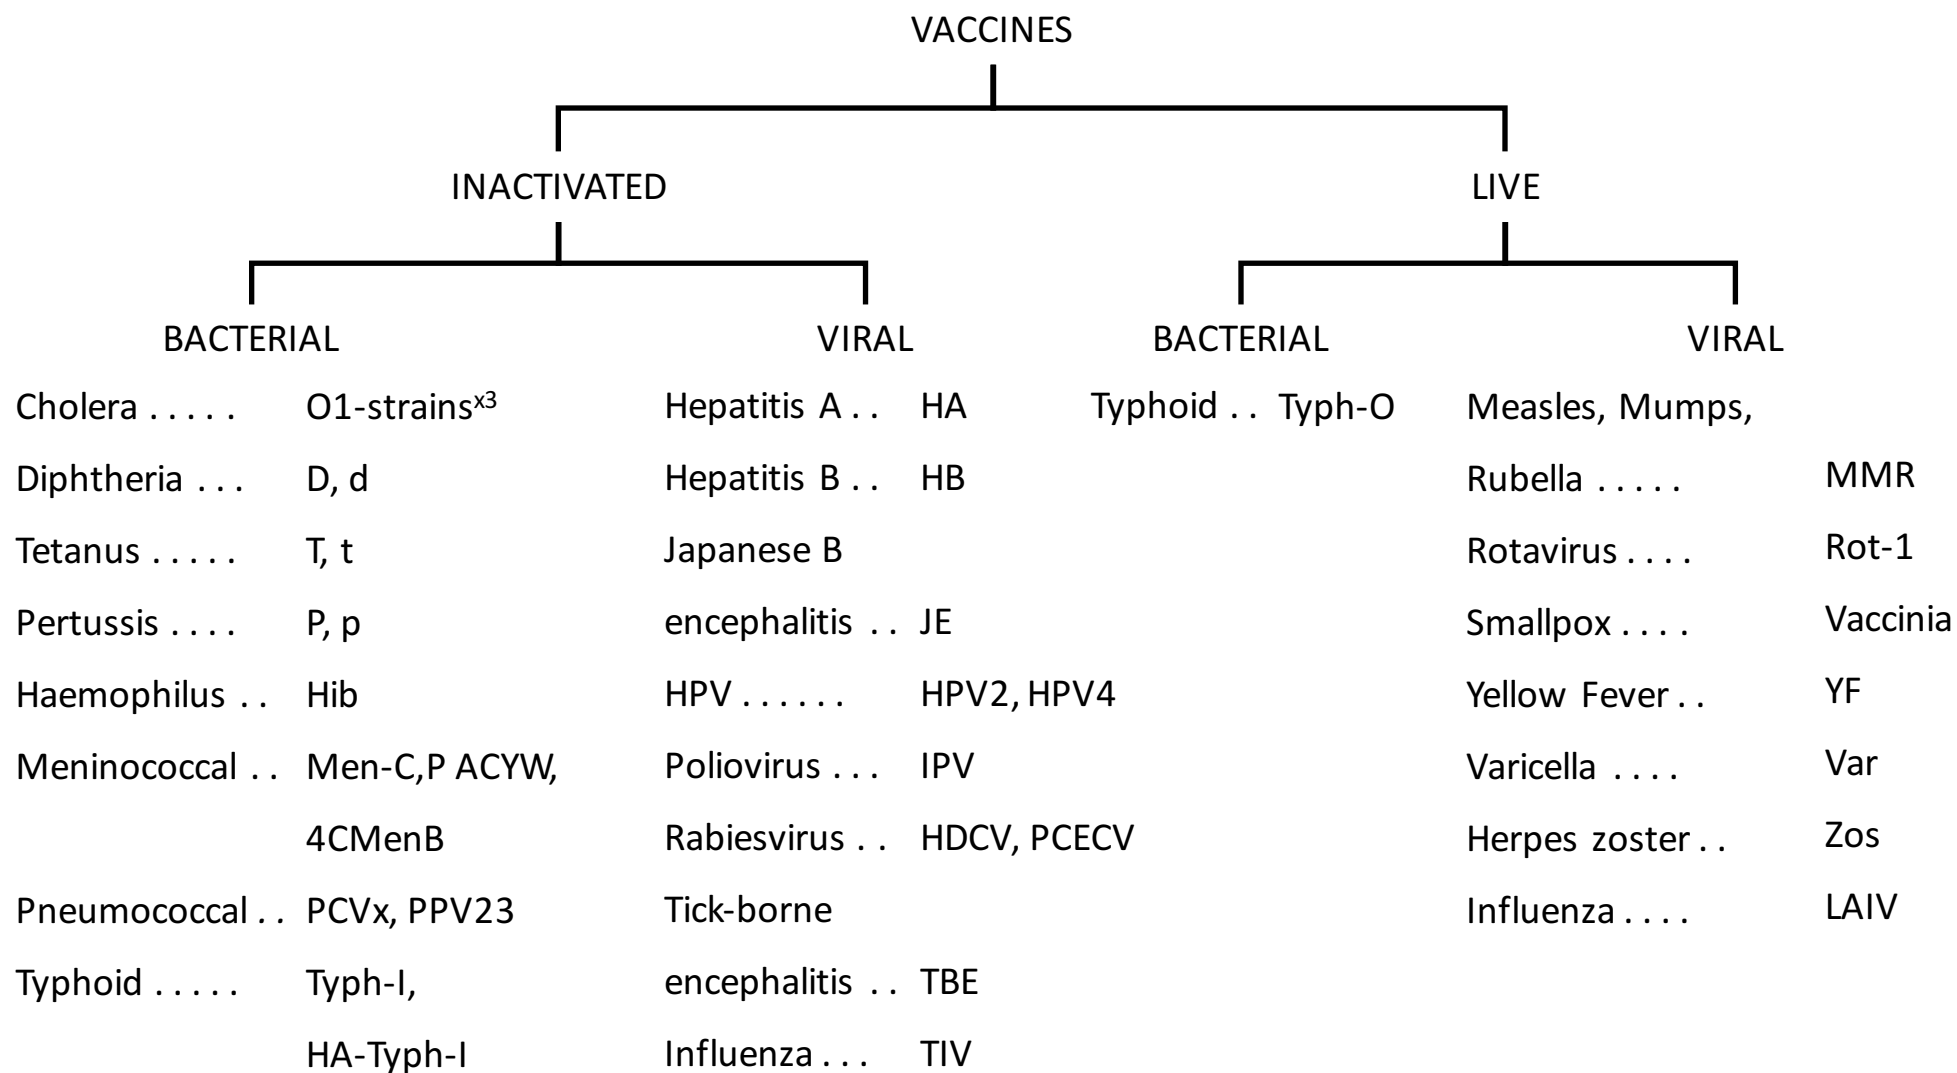 VACCINES
INACTIVATED
LIVE
BACTERIAL
VIRAL
BACTERIAL
VIRAL
Cholera . . . . . O1-strainsˣ³
Diphtheria . . . D, d
Tetanus . . . . . T, t
Pertussis . . . . P, p
Haemophilus . . Hib
Meninococcal . . Men-C,P ACYW,
4CMenB
Pneumococcal . . PCVx, PPV23
Typhoid . . . . . Typh-I,
HA-Typh-I
Hepatitis A . . HA
Hepatitis B . . HB
Japanese B
encephalitis . . JE
HPV . . . . . . HPV2, HPV4
Poliovirus . . . IPV
Rabiesvirus . . HDCV, PCECV
Tick-borne
encephalitis . . TBE
Influenza . . . TIV
Typhoid . . Typh-O
Measles, Mumps,
Rubella . . . . . MMR
Rotavirus . . . . Rot-1
Smallpox . . . . Vaccinia
Yellow Fever . . YF
Varicella . . . . Var
Herpes zoster . . Zos
Influenza . . . . LAIV